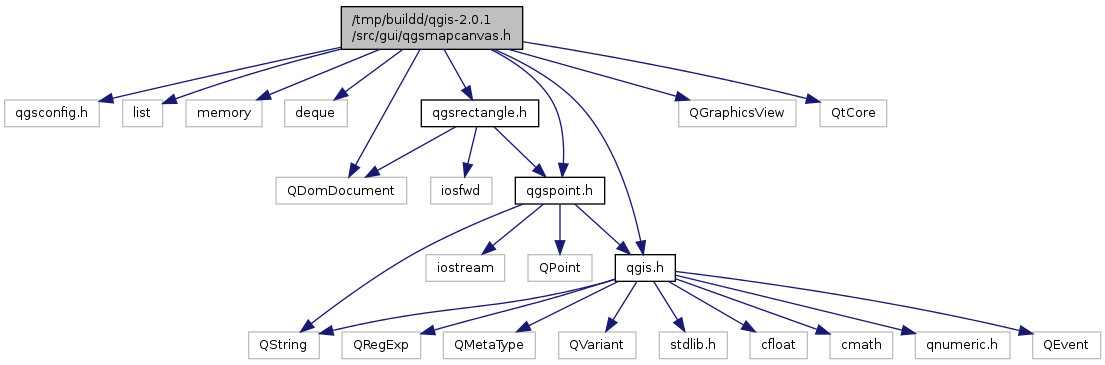 /tmp/buildd/qgis-2.0.1
/src/gui/qgsmapcanvas.h
qgsconfig.h
list
memory
deque
qgsrectangle.h
QGraphicsView
QtCore
QDomDocument
iosfwd
qgspoint.h
iostream
QPoint
qgis.h
QString
QRegExp
QMetaType
QVariant
stdlib.h
cfloat
cmath
qnumeric.h
QEvent